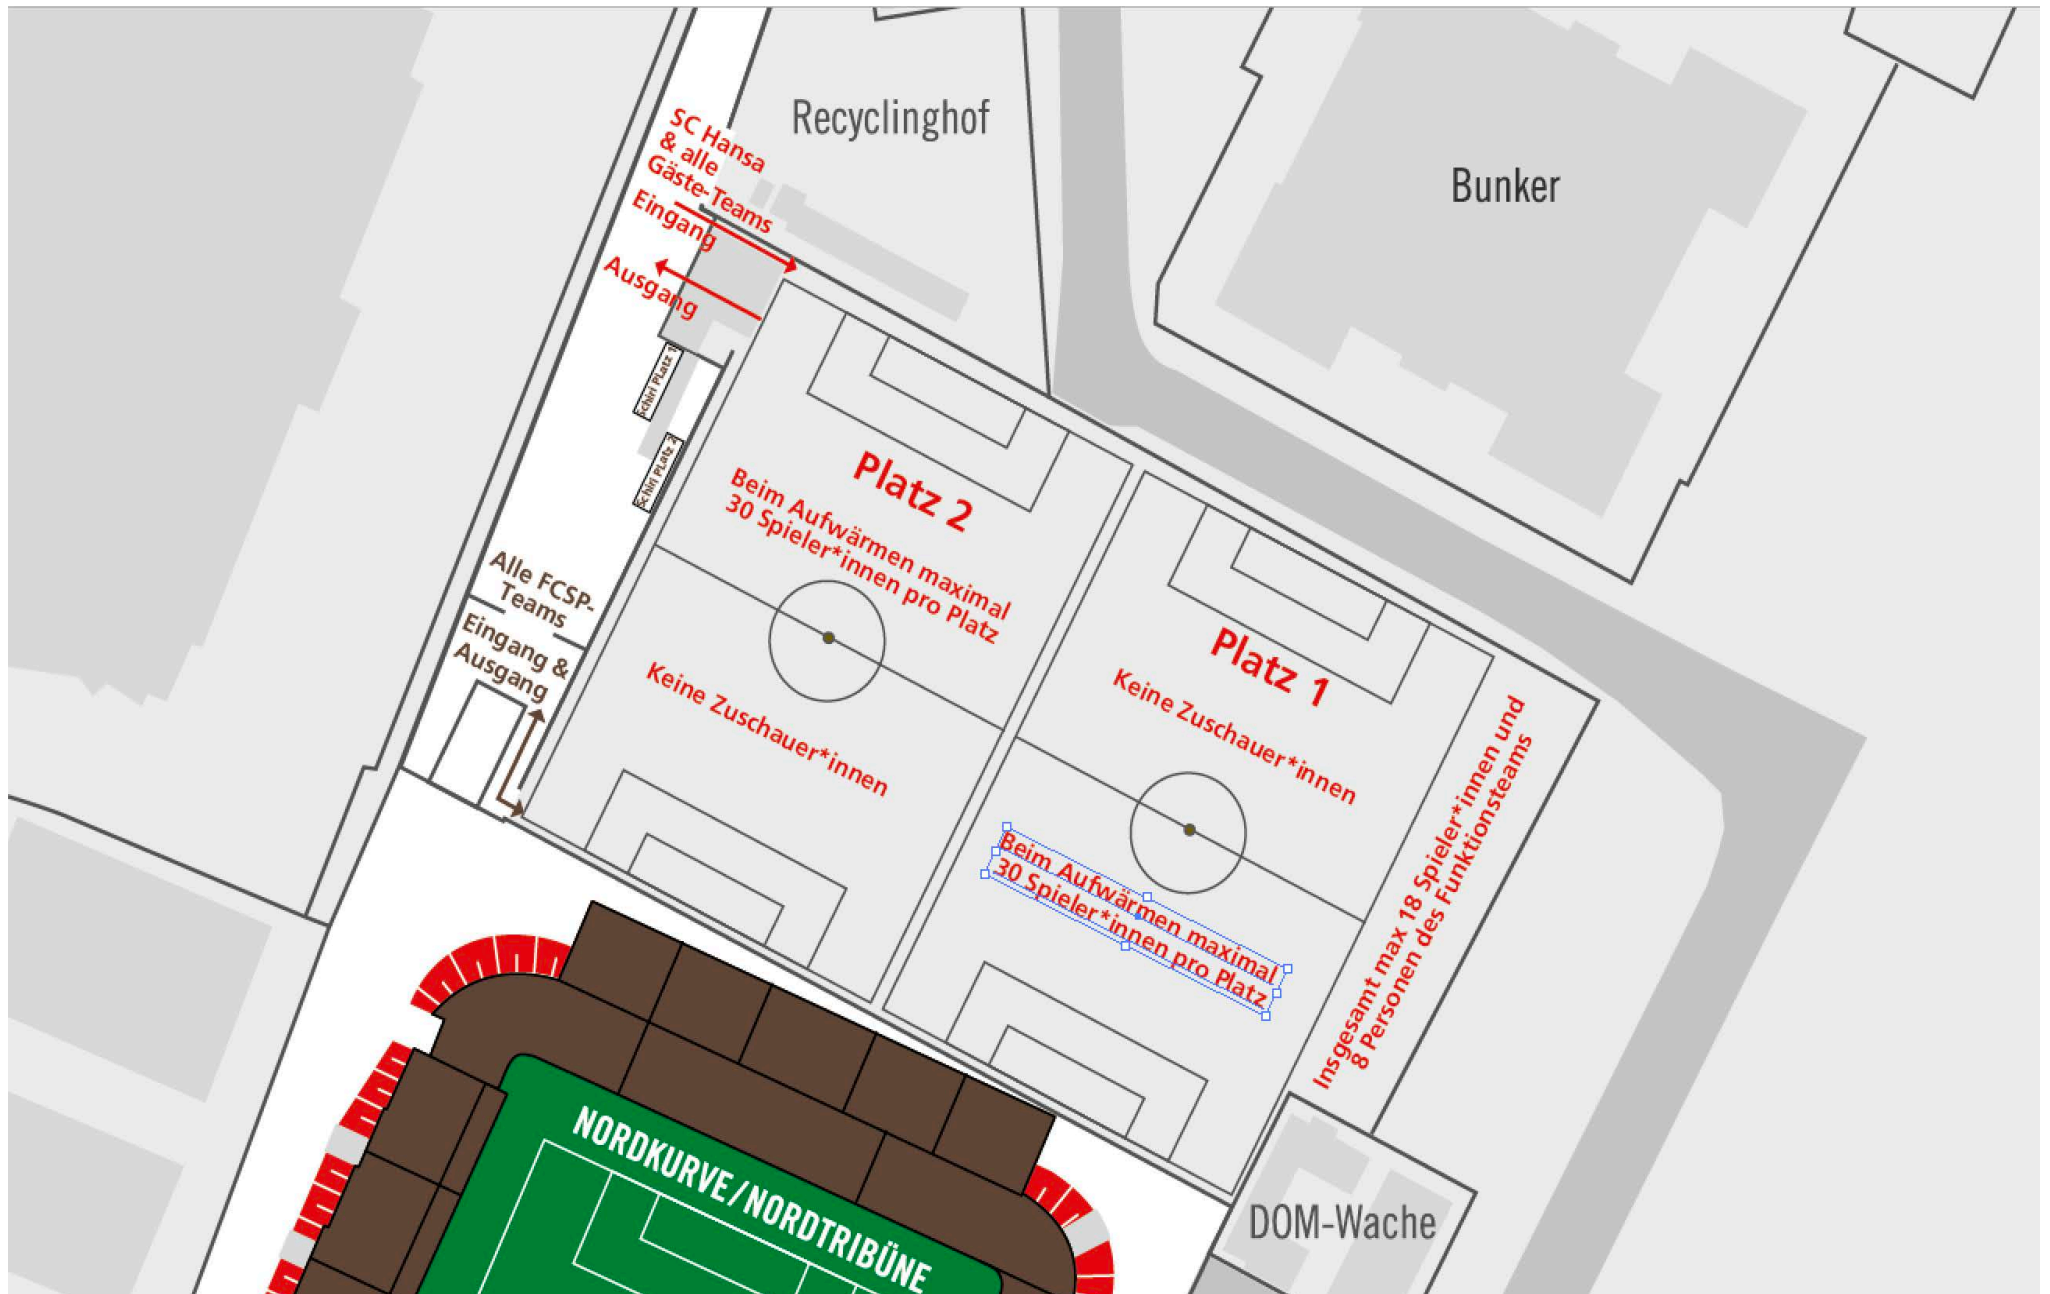 Recyclinghof
Bunker
SC Hansa
& alle
Gäste-Teams
Eingang
Ausgang
Schiri PLatz 1
Schiri PLatz 2
Platz 2
Beim Aufwärmen maximal
30 Spieler*innen pro Platz
Keine Zuschauer*innen
Alle FCSP-
Teams
Eingang &
Ausgang
Platz 1
Keine Zuschauer*innen
Beim Aufwärmen maximal
30 Spieler*innen pro Platz
Insgesamt max 18 Spieler*innen und
8 Personen des Funktionsteams
NORDKURVE/NORDTRIBÜNE
DOM-Wache